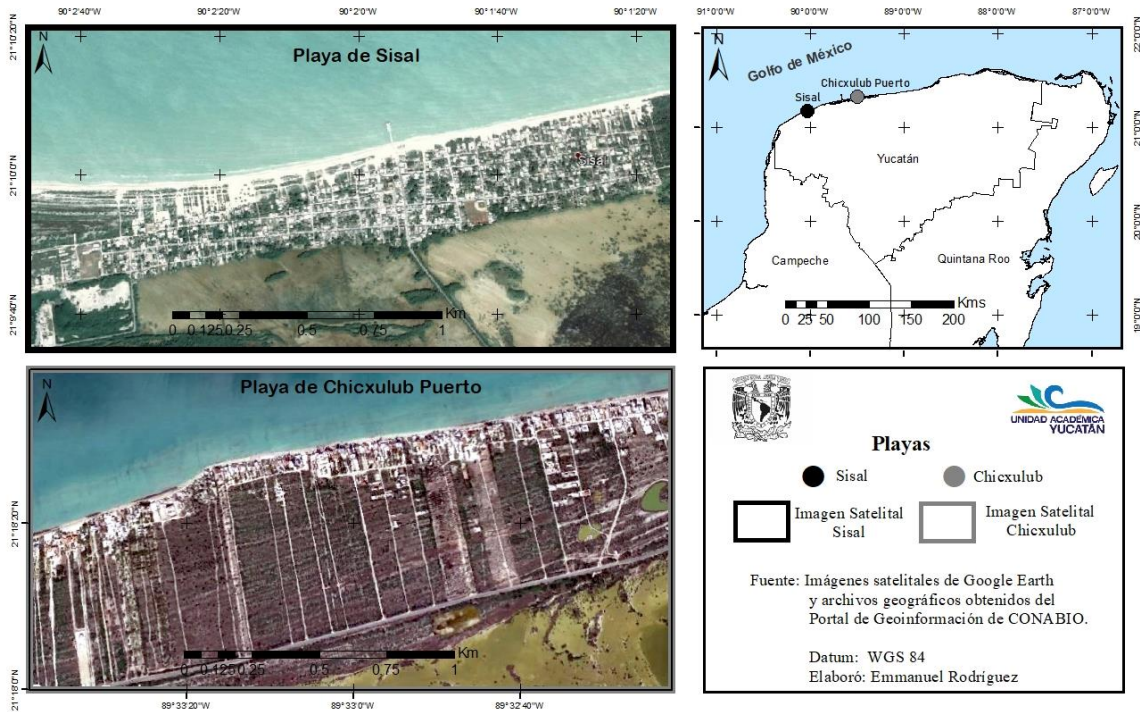 90°2'40"W 90°2'20"W 90°2'0"W 90°1'40"W 90°1'20"W
21°10'20"N
21°10'0"N
21°9'40"N
N
Playa de Sisal
Sisal
Km
0 0.125 0.25 0.5 0.75 1
91°0'0"W 90°0'0"W 89°0'0"W 88°0'0"W 87°0'0"W
22°0'0"N
21°0'0"N
20°0'0"N
19°0'0"N
N
Golfo de México
Chicxulub Puerto
Sisal
Yucatán
Campeche
Quintana Roo
Kms
0 25 50 100 150 200
N
Playa de Chicxulub Puerto
21°18'20"N
21°18'0"N
Km
0 0.125 0.25 0.5 0.75 1
89°33'20"W 89°33'0"W 89°32'40"W
UNIDAD ACADÉMICA
YUCATÁN
Playas
Sisal Chicxulub
Imagen Satelital
Sisal
Imagen Satelital
Chicxulub
Fuente: Imágenes satelitales de Google Earth
y archivos geográficos obtenidos del
Portal de Geoinformación de CONABIO.
Datum: WGS 84
Elaboró: Emmanuel Rodríguez